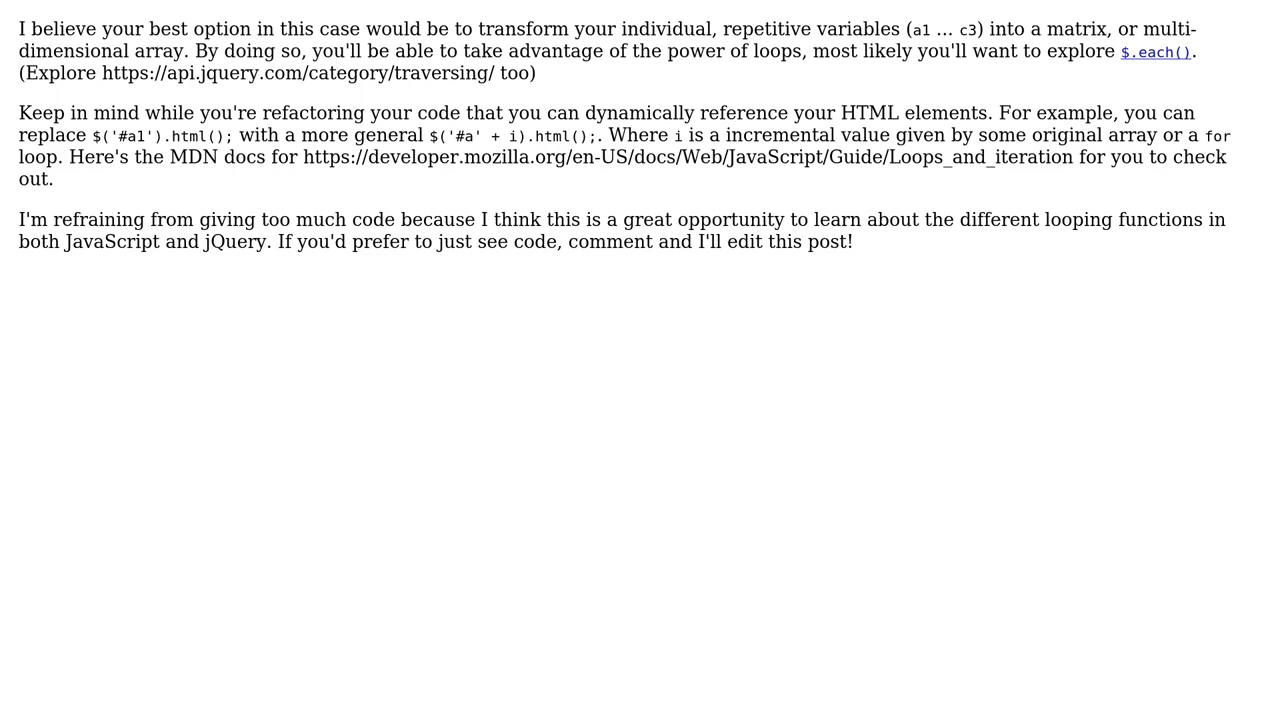 I believe your best option in this case would be to transform your individual, repetitive variables (a1 ... c3) into a matrix, or multi-
dimensional array. By doing so, you'll be able to take advantage of the power of loops, most likely you'll want to explore $.each().
(Explore https://api.jquery.com/category/traversing/ too)
Keep in mind while you're refactoring your code that you can dynamically reference your HTML elements. For example, you can
replace $('#a1').html(); with a more general $('#a' + i).html();. Where i is a incremental value given by some original array or a for
loop. Here's the MDN docs for https://developer.mozilla.org/en-US/docs/Web/JavaScript/Guide/Loops_and_iteration for you to check
out.
I'm refraining from giving too much code because I think this is a great opportunity to learn about the different looping functions in
both JavaScript and jQuery. If you'd prefer to just see code, comment and I'll edit this post!